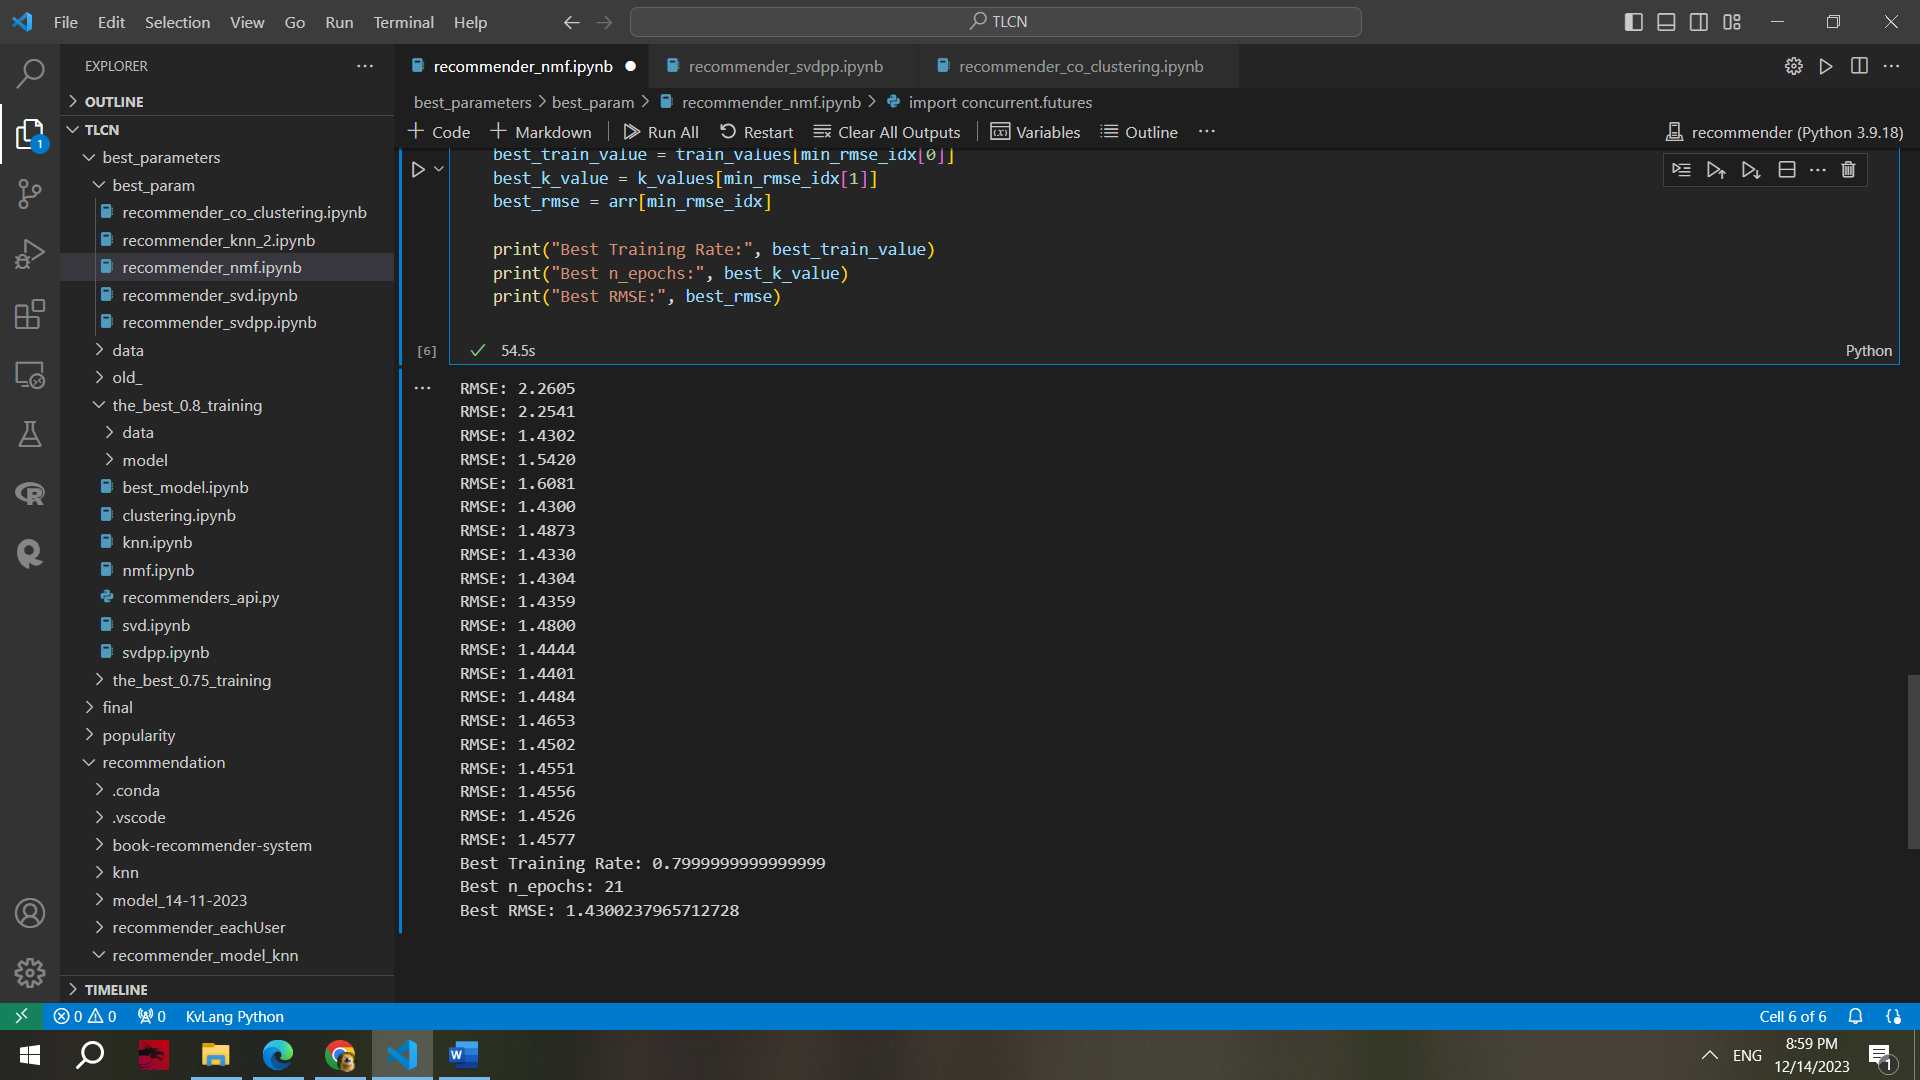 File Edit Selection View Go Run Terminal Help
TLCN
EXPLORER
OUTLINE
TLCN
best_parameters
best_param
recommender_co_clustering.ipynb
recommender_knn_2.ipynb
recommender_nmf.ipynb
recommender_svd.ipynb
recommender_svdpp.ipynb
data
old_
the_best_0.8_training
data
model
best_model.ipynb
clustering.ipynb
knn.ipynb
nmf.ipynb
recommenders_api.py
svd.ipynb
svdpp.ipynb
the_best_0.75_training
final
popularity
recommendation
.conda
.vscode
book-recommender-system
knn
model_14-11-2023
recommender_eachUser
recommender_model_knn
TIMELINE
1
recommender_nmf.ipynb recommender_svdpp.ipynb recommender_co_clustering.ipynb
best_parameters > best_param > recommender_nmf.ipynb > import concurrent.futures
Code Markdown Run All Restart Clear All Outputs Variables Outline recommender (Python 3.9.18)
best_train_value = train_values[min_rmse_idx[0]]
best_k_value = k_values[min_rmse_idx[1]]
best_rmse = arr[min_rmse_idx]
print("Best Training Rate:", best_train_value)
print("Best n_epochs:", best_k_value)
print("Best RMSE:", best_rmse)
[6] 54.5s Python
RMSE: 2.2605
RMSE: 2.2541
RMSE: 1.4302
RMSE: 1.5420
RMSE: 1.6081
RMSE: 1.4300
RMSE: 1.4873
RMSE: 1.4330
RMSE: 1.4304
RMSE: 1.4359
RMSE: 1.4800
RMSE: 1.4444
RMSE: 1.4401
RMSE: 1.4484
RMSE: 1.4653
RMSE: 1.4502
RMSE: 1.4551
RMSE: 1.4556
RMSE: 1.4526
RMSE: 1.4577
Best Training Rate: 0.7999999999999999
Best n_epochs: 21
Best RMSE: 1.4300237965712728
0 0 0 KvLang Python Cell 6 of 6
ENG
8:59 PM
12/14/2023
1